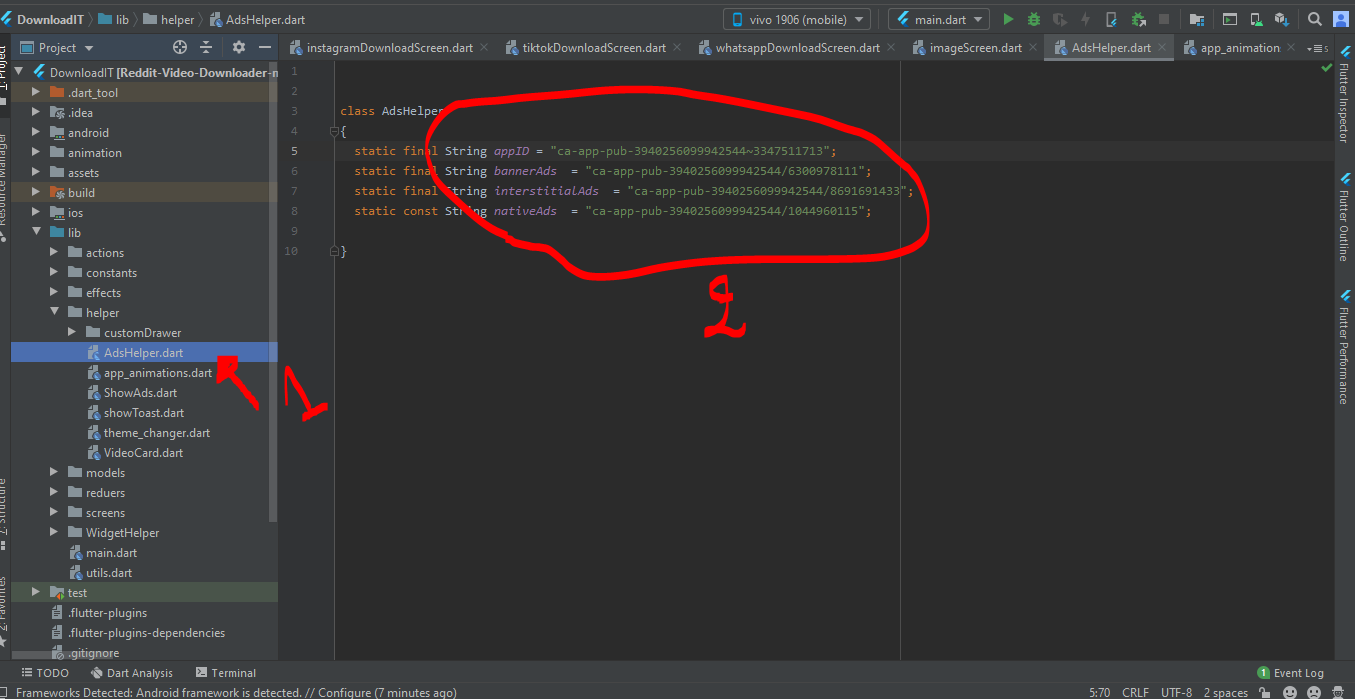 DownloadIT lib helper AdsHelper.dart vivo 1906 (mobile) main.dart
Project instagramDownloadScreen.dart tiktokDownloadScreen.dart whatsappDownloadScreen.dart imageScreen.dart AdsHelper.dart app_animation
DownloadIT [Reddit-Video-Downloader-m
.dart_tool
.idea
android
animation
assets
build
ios
lib
actions
constants
effects
helper
customDrawer
AdsHelper.dart
app_animations.dart
ShowAds.dart
showToast.dart
theme_changer.dart
VideoCard.dart
models
reduers
screens
WidgetHelper
main.dart
utils.dart
test
.flutter-plugins
.flutter-plugins-dependencies
.gitignore
1
2
3 class AdsHelper
4 {
5 static final String appID = "ca-app-pub-3940256099942544~3347511713";
6 static final String bannerAds = "ca-app-pub-3940256099942544/6300978111";
7 static final String interstitialAds = "ca-app-pub-3940256099942544/8691691433";
8 static const String nativeAds = "ca-app-pub-3940256099942544/1044960115";
9
10 }
1
2
1: Project
Resource Manager
Z: Structure
2: Favorites
Flutter Inspector
Flutter Outline
Flutter Performance
TODO Dart Analysis Terminal 1 Event Log
Frameworks Detected: Android framework is detected. // Configure (7 minutes ago) 5:70 CRLF UTF-8 2 spaces